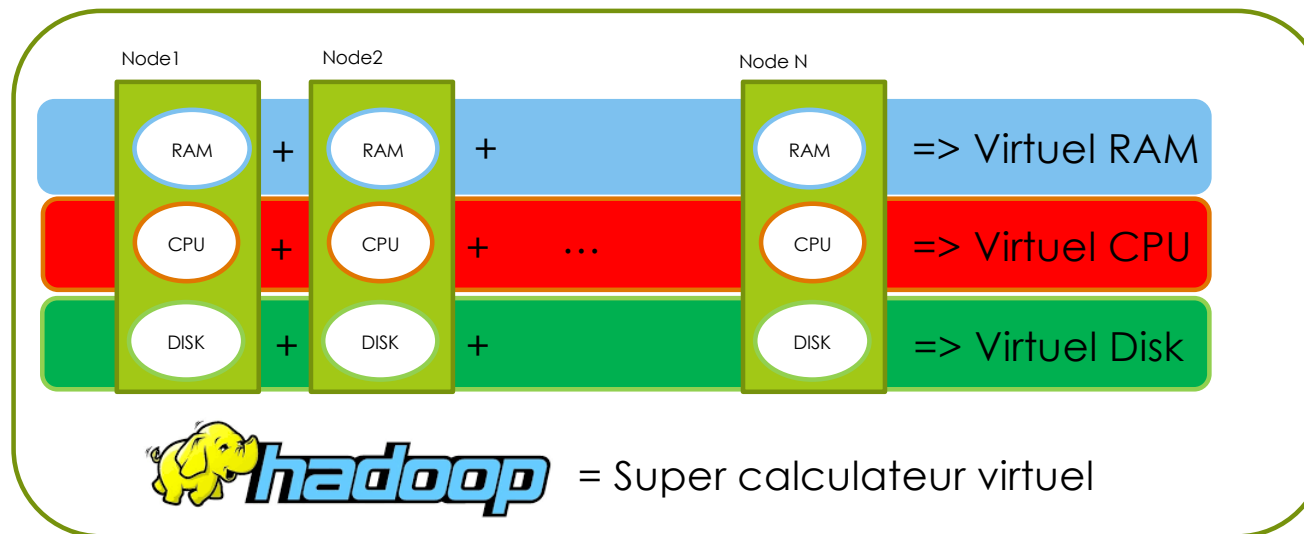 Node1 Node2 Node N
RAM + RAM + RAM => Virtuel RAM
CPU + CPU + ... CPU => Virtuel CPU
DISK + DISK + DISK => Virtuel Disk
hadoop = Super calculateur virtuel